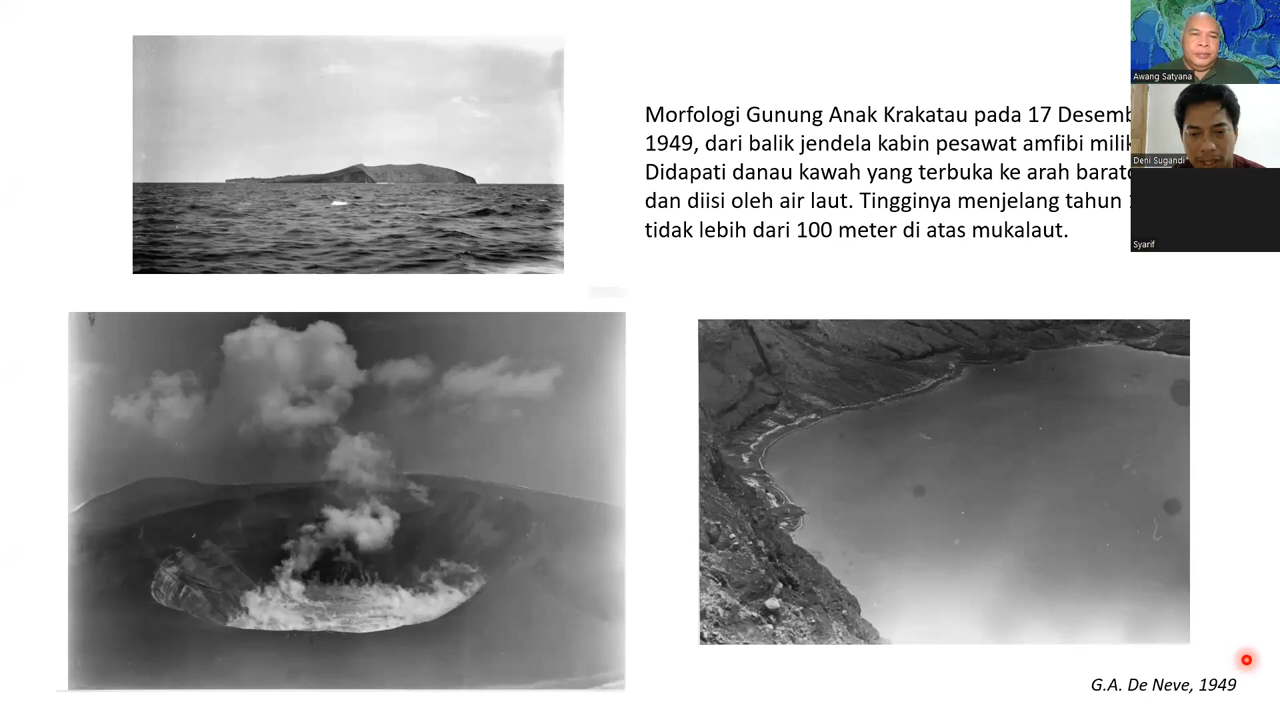 Morfologi Gunung Anak Krakatau pada 17 Desemb
1949, dari balik jendela kabin pesawat amfibi milik
Didapati danau kawah yang terbuka ke arah baratd
dan diisi oleh air laut. Tingginya menjelang tahun
tidak lebih dari 100 meter di atas mukalaut.
G.A. De Neve, 1949
Awang Satyana
Deni Sugandi
Syarif